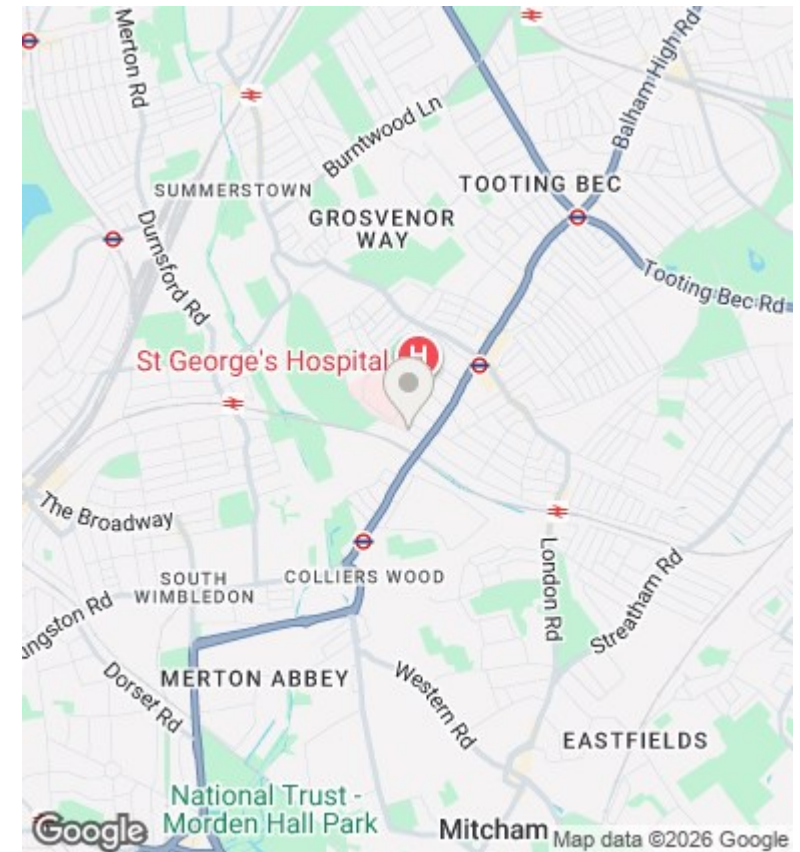 Merton Rd
Balham High Rd
Burntwood Ln
SUMMERSTOWN
TOOTING BEC
GROSVENOR
WAY
Durnsford Rd
Tooting Bec Rd
St George's Hospital
H
The Broadway
SOUTH
WIMBLEDON
COLLIERS WOOD
London Rd
Streatham Rd
ungston Rd
MERTON ABBEY
Dorset Rd
Western Rd
EASTFIELDS
National Trust -
Morden Hall Park
Mitcham
Google
Map data ©2026 Google